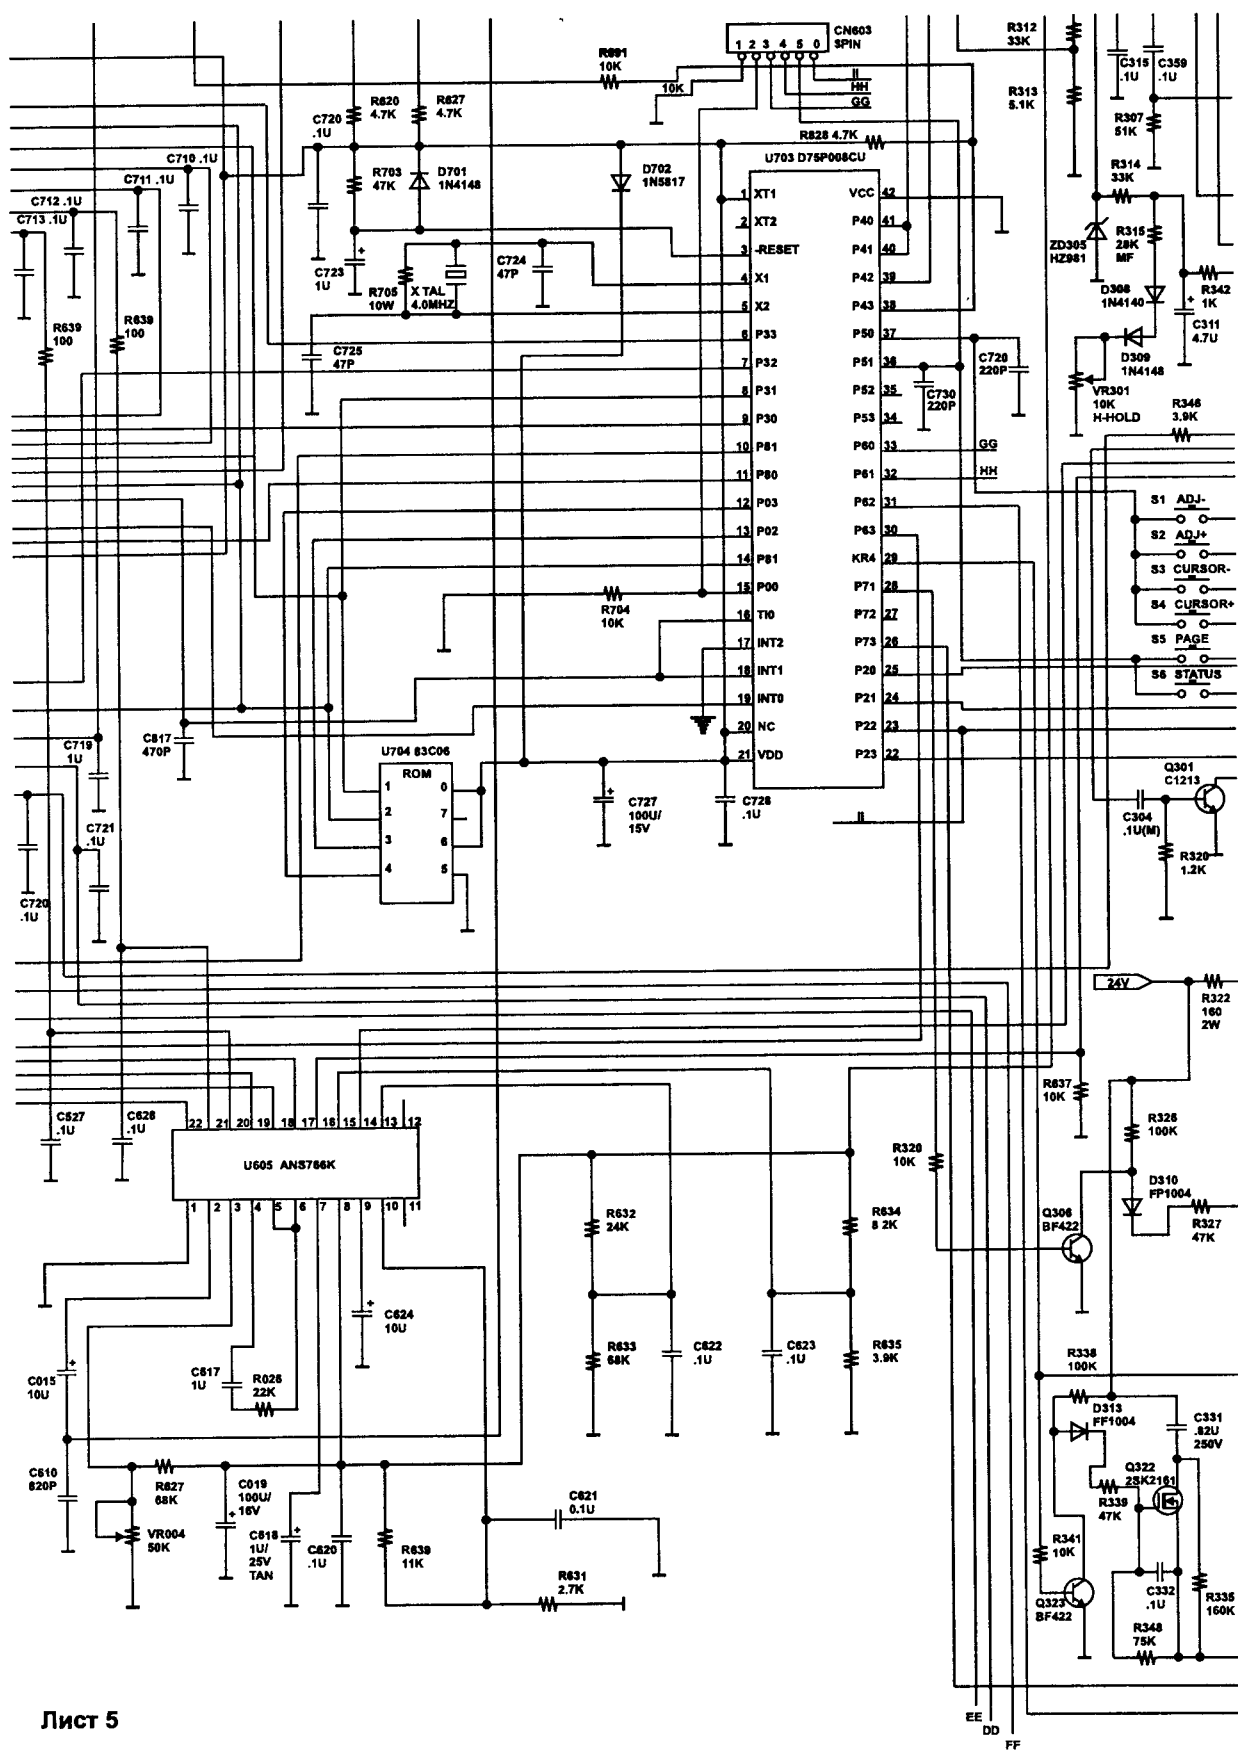 CN603
3PIN
1 2 3 4 5 0
R691
10K
10K
II
HH
GG
R312
33K
C315
.1U
C359
.1U
R313
5.1K
R307
51K
R620
4.7K
R627
4.7K
C720
.1U
R828 4.7K
U703 D75P008CU
C710 .1U
C711 .1U
C712 .1U
C713 .1U
R703
47K
D701
1N4148
D702
1N5817
R314
33K
ZD305
HZ981
R315
28K
MF
D308
1N4140
R342
1K
C311
4.7U
D309
1N4148
VR301
10K
H-HOLD
R346
3.9K
C723
1U
R705
10W
X TAL
4.0MHZ
C724
47P
C725
47P
R639
100
R639
100
1 XT1
2 XT2
3 -RESET
4 X1
5 X2
6 P33
7 P32
8 P31
9 P30
10 P81
11 P80
12 P03
13 P02
14 P81
15 P00
16 TI0
17 INT2
18 INT1
19 INT0
20 NC
21 VDD
VCC 42
P40 41
P41 40
P42 39
P43 38
P50 37
P51 36
P52 35
P53 34
P60 33
P61 32
P62 31
P63 30
KR4 29
P71 28
P72 27
P73 26
P20 25
P21 24
P22 23
P23 22
C720
220P
C730
220P
GG
HH
S1 ADJ-
S2 ADJ+
S3 CURSOR-
S4 CURSOR+
S5 PAGE
S6 STATUS
R704
10K
C719
1U
C817
470P
U704 83C06
ROM
1
2
3
4
0
7
6
5
C727
100U/
15V
C726
.1U
II
Q301
C1213
C304
.1U(M)
R320
1.2K
C721
.1U
C720
.1U
24V
R322
160
2W
R637
10K
R326
100K
C527
.1U
C628
.1U
22 21 20 19 18 17 16 15 14 13 12
U605 ANS766K
1 2 3 4 5 6 7 8 9 10 11
R320
10K
D310
FP1004
Q306
BF422
R327
47K
R632
24K
R634
8 2K
C624
10U
C015
10U
C617
1U
R026
22K
R633
68K
C622
.1U
C623
.1U
R635
3.9K
R338
100K
D313
FF1004
C331
.82U
250V
Q322
2SK2161
R339
47K
C610
820P
R627
68K
C019
100U/
16V
VR004
50K
C618
1U/
25V
TAN
C620
.1U
R639
11K
C621
0.1U
R631
2.7K
R341
10K
Q323
BF422
C332
.1U
R335
160K
R348
75K
EE
DD
FF
Лист 5